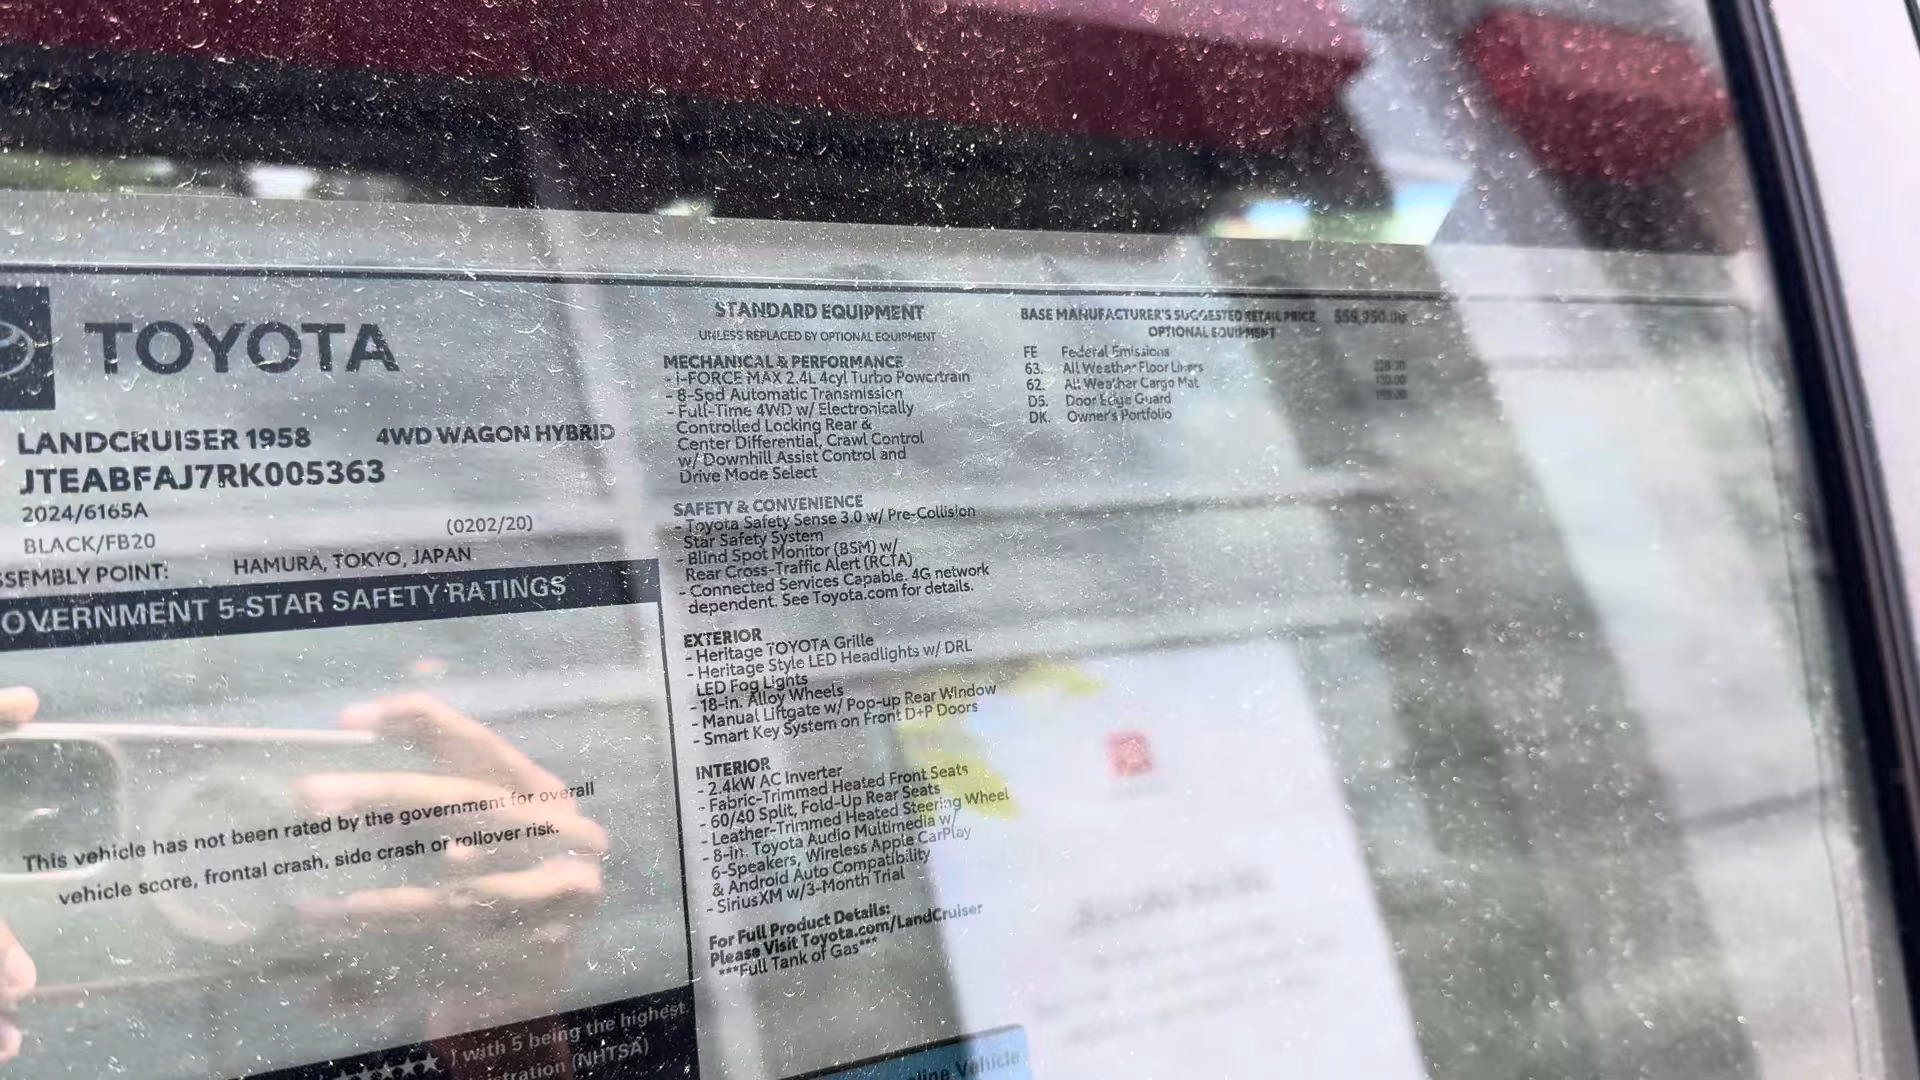 TOYOTA
LANDCRUISER 1958 4WD WAGON HYBRID
JTEABFAJ7RK005363
2024/6165A
BLACK/FB20 (0202/20)
SSEMBLY POINT: HAMURA, TOKYO, JAPAN
OVERNMENT 5-STAR SAFETY RATINGS
This vehicle has not been rated by the government for overall
vehicle score, frontal crash, side crash or rollover risk.
with 5 being the highest.
(NHTSA)
STANDARD EQUIPMENT
UNLESS REPLACED BY OPTIONAL EQUIPMENT
MECHANICAL & PERFORMANCE
- i-FORCE MAX 2.4L 4cyl Turbo Powertrain
- 8-Spd Automatic Transmission
- Full-Time 4WD w/ Electronically
Controlled Locking Rear &
Center Differential, Crawl Control
w/ Downhill Assist Control and
Drive Mode Select
SAFETY & CONVENIENCE
- Toyota Safety Sense 3.0 w/ Pre-Collision
Star Safety System
- Blind Spot Monitor (BSM) w/
Rear Cross-Traffic Alert (RCTA)
- Connected Services Capable. 4G network
dependent. See Toyota.com for details.
EXTERIOR
- Heritage TOYOTA Grille
- Heritage Style LED Headlights w/ DRL
LED Fog Lights
- 18-in. Alloy Wheels
- Manual Liftgate w/ Pop-up Rear Window
- Smart Key System on Front D+P Doors
INTERIOR
- 2.4kW AC Inverter
- Fabric-Trimmed Heated Front Seats
- 60/40 Split, Fold-Up Rear Seats
- Leather-Trimmed Heated Steering Wheel
- 8-in. Toyota Audio Multimedia w/
6-Speakers, Wireless Apple CarPlay
& Android Auto Compatibility
- SiriusXM w/3-Month Trial
For Full Product Details:
Please Visit Toyota.com/LandCruiser
***Full Tank of Gas***
Vehicle
BASE MANUFACTURER'S SUGGESTED RETAIL PRICE
OPTIONAL EQUIPMENT
FE Federal Emissions
63. All Weather Floor Liners
62. All Weather Cargo Mat
D5. Door Edge Guard
DK. Owner's Portfolio